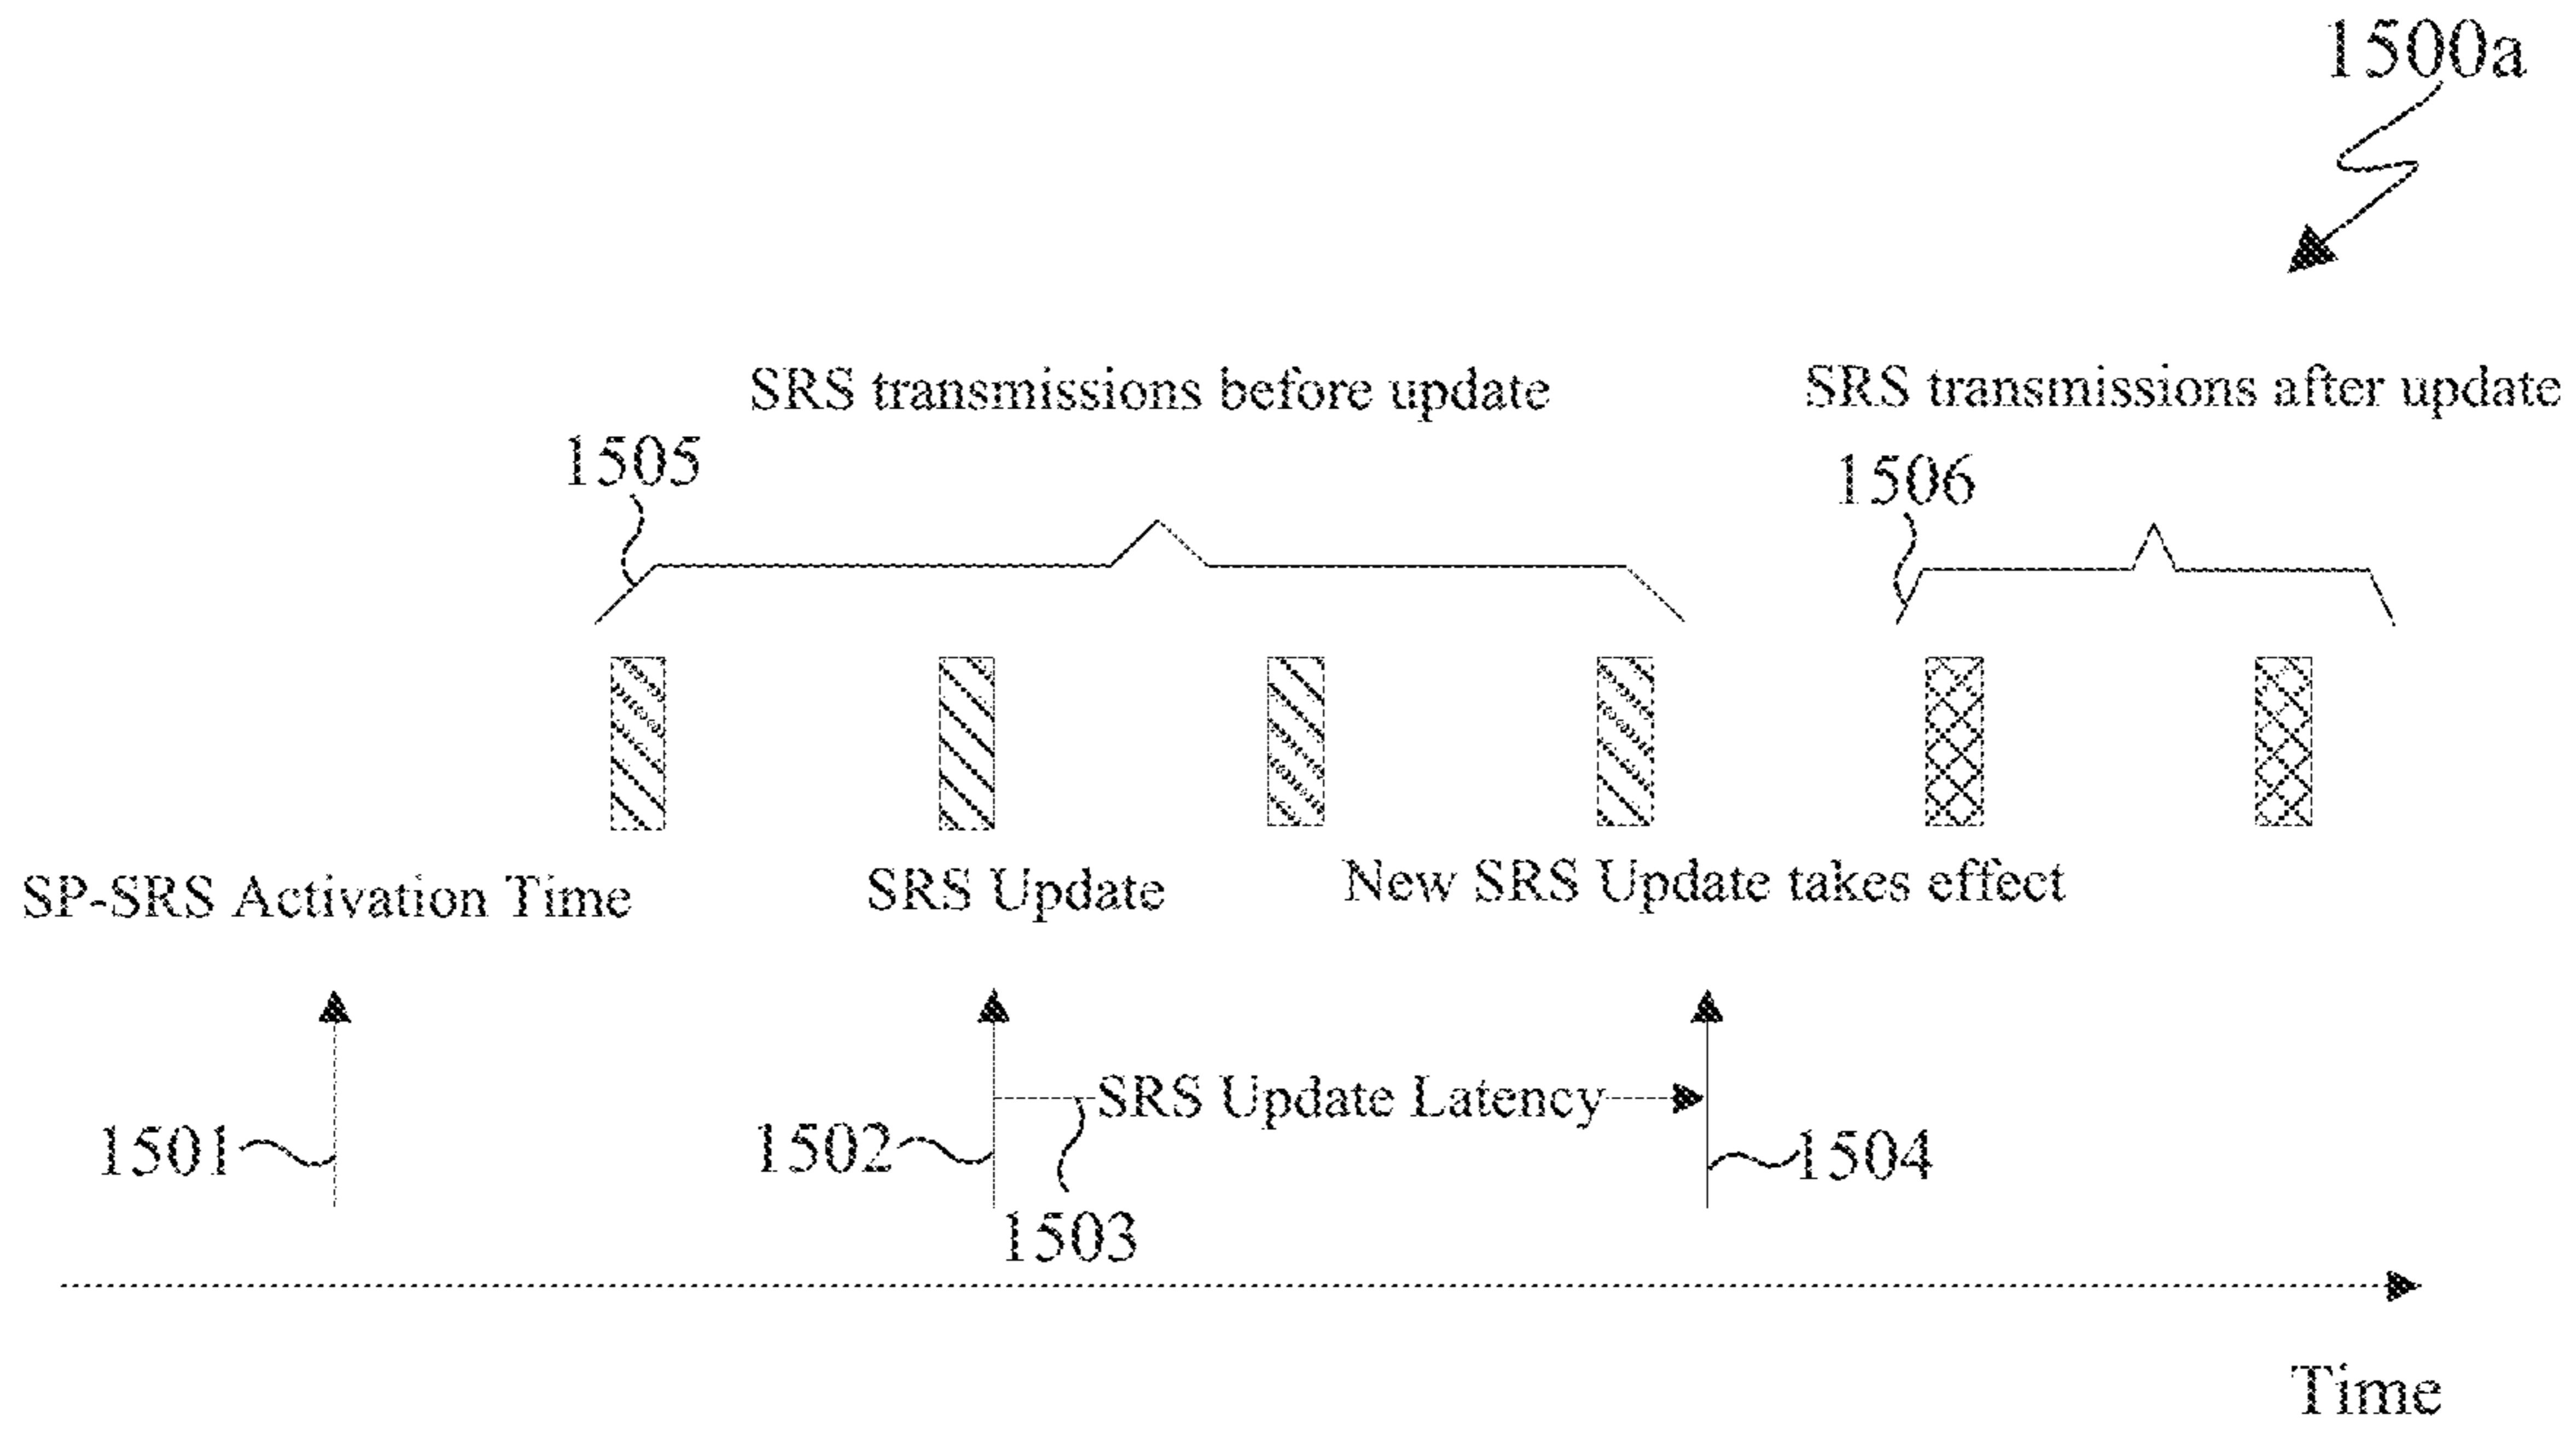 1500a
SRS transmissions before update
SRS transmissions after update
1505
1506
SP-SRS Activation Time
SRS Update
New SRS Update takes effect
SRS Update Latency
1501
1502
1504
1503
Time